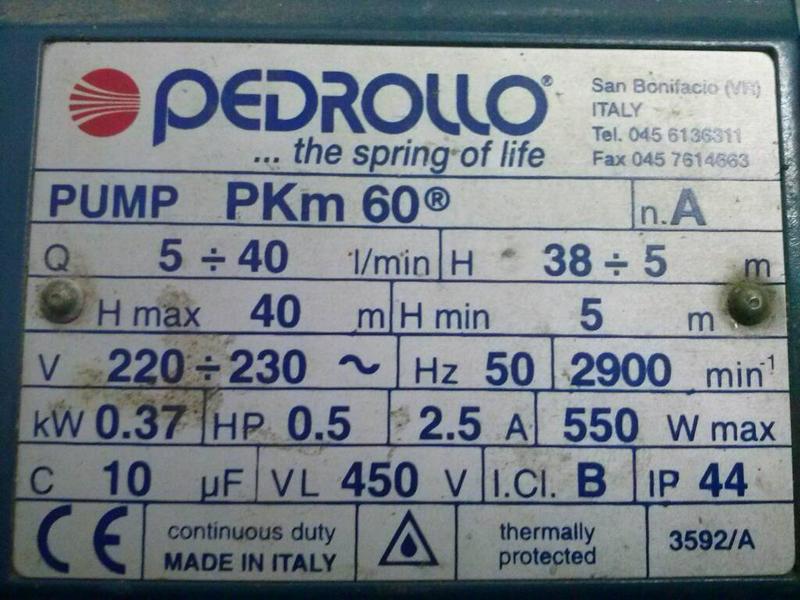 PEDROLLO®
... the spring of life
San Bonifacio (VR)
ITALY
Tel. 045 6136311
Fax 045 7614663
PUMP PKm 60® n. A
Q 5 ÷ 40 l/min H 38 ÷ 5 m
H max 40 m H min 5 m
V 220 ÷ 230 ~ Hz 50 2900 min-1
kW 0.37 HP 0.5 2.5 A 550 W max
C 10 µF VL 450 V I.Cl. B IP 44
CE continuous duty
MADE IN ITALY
thermally
protected
3592/A